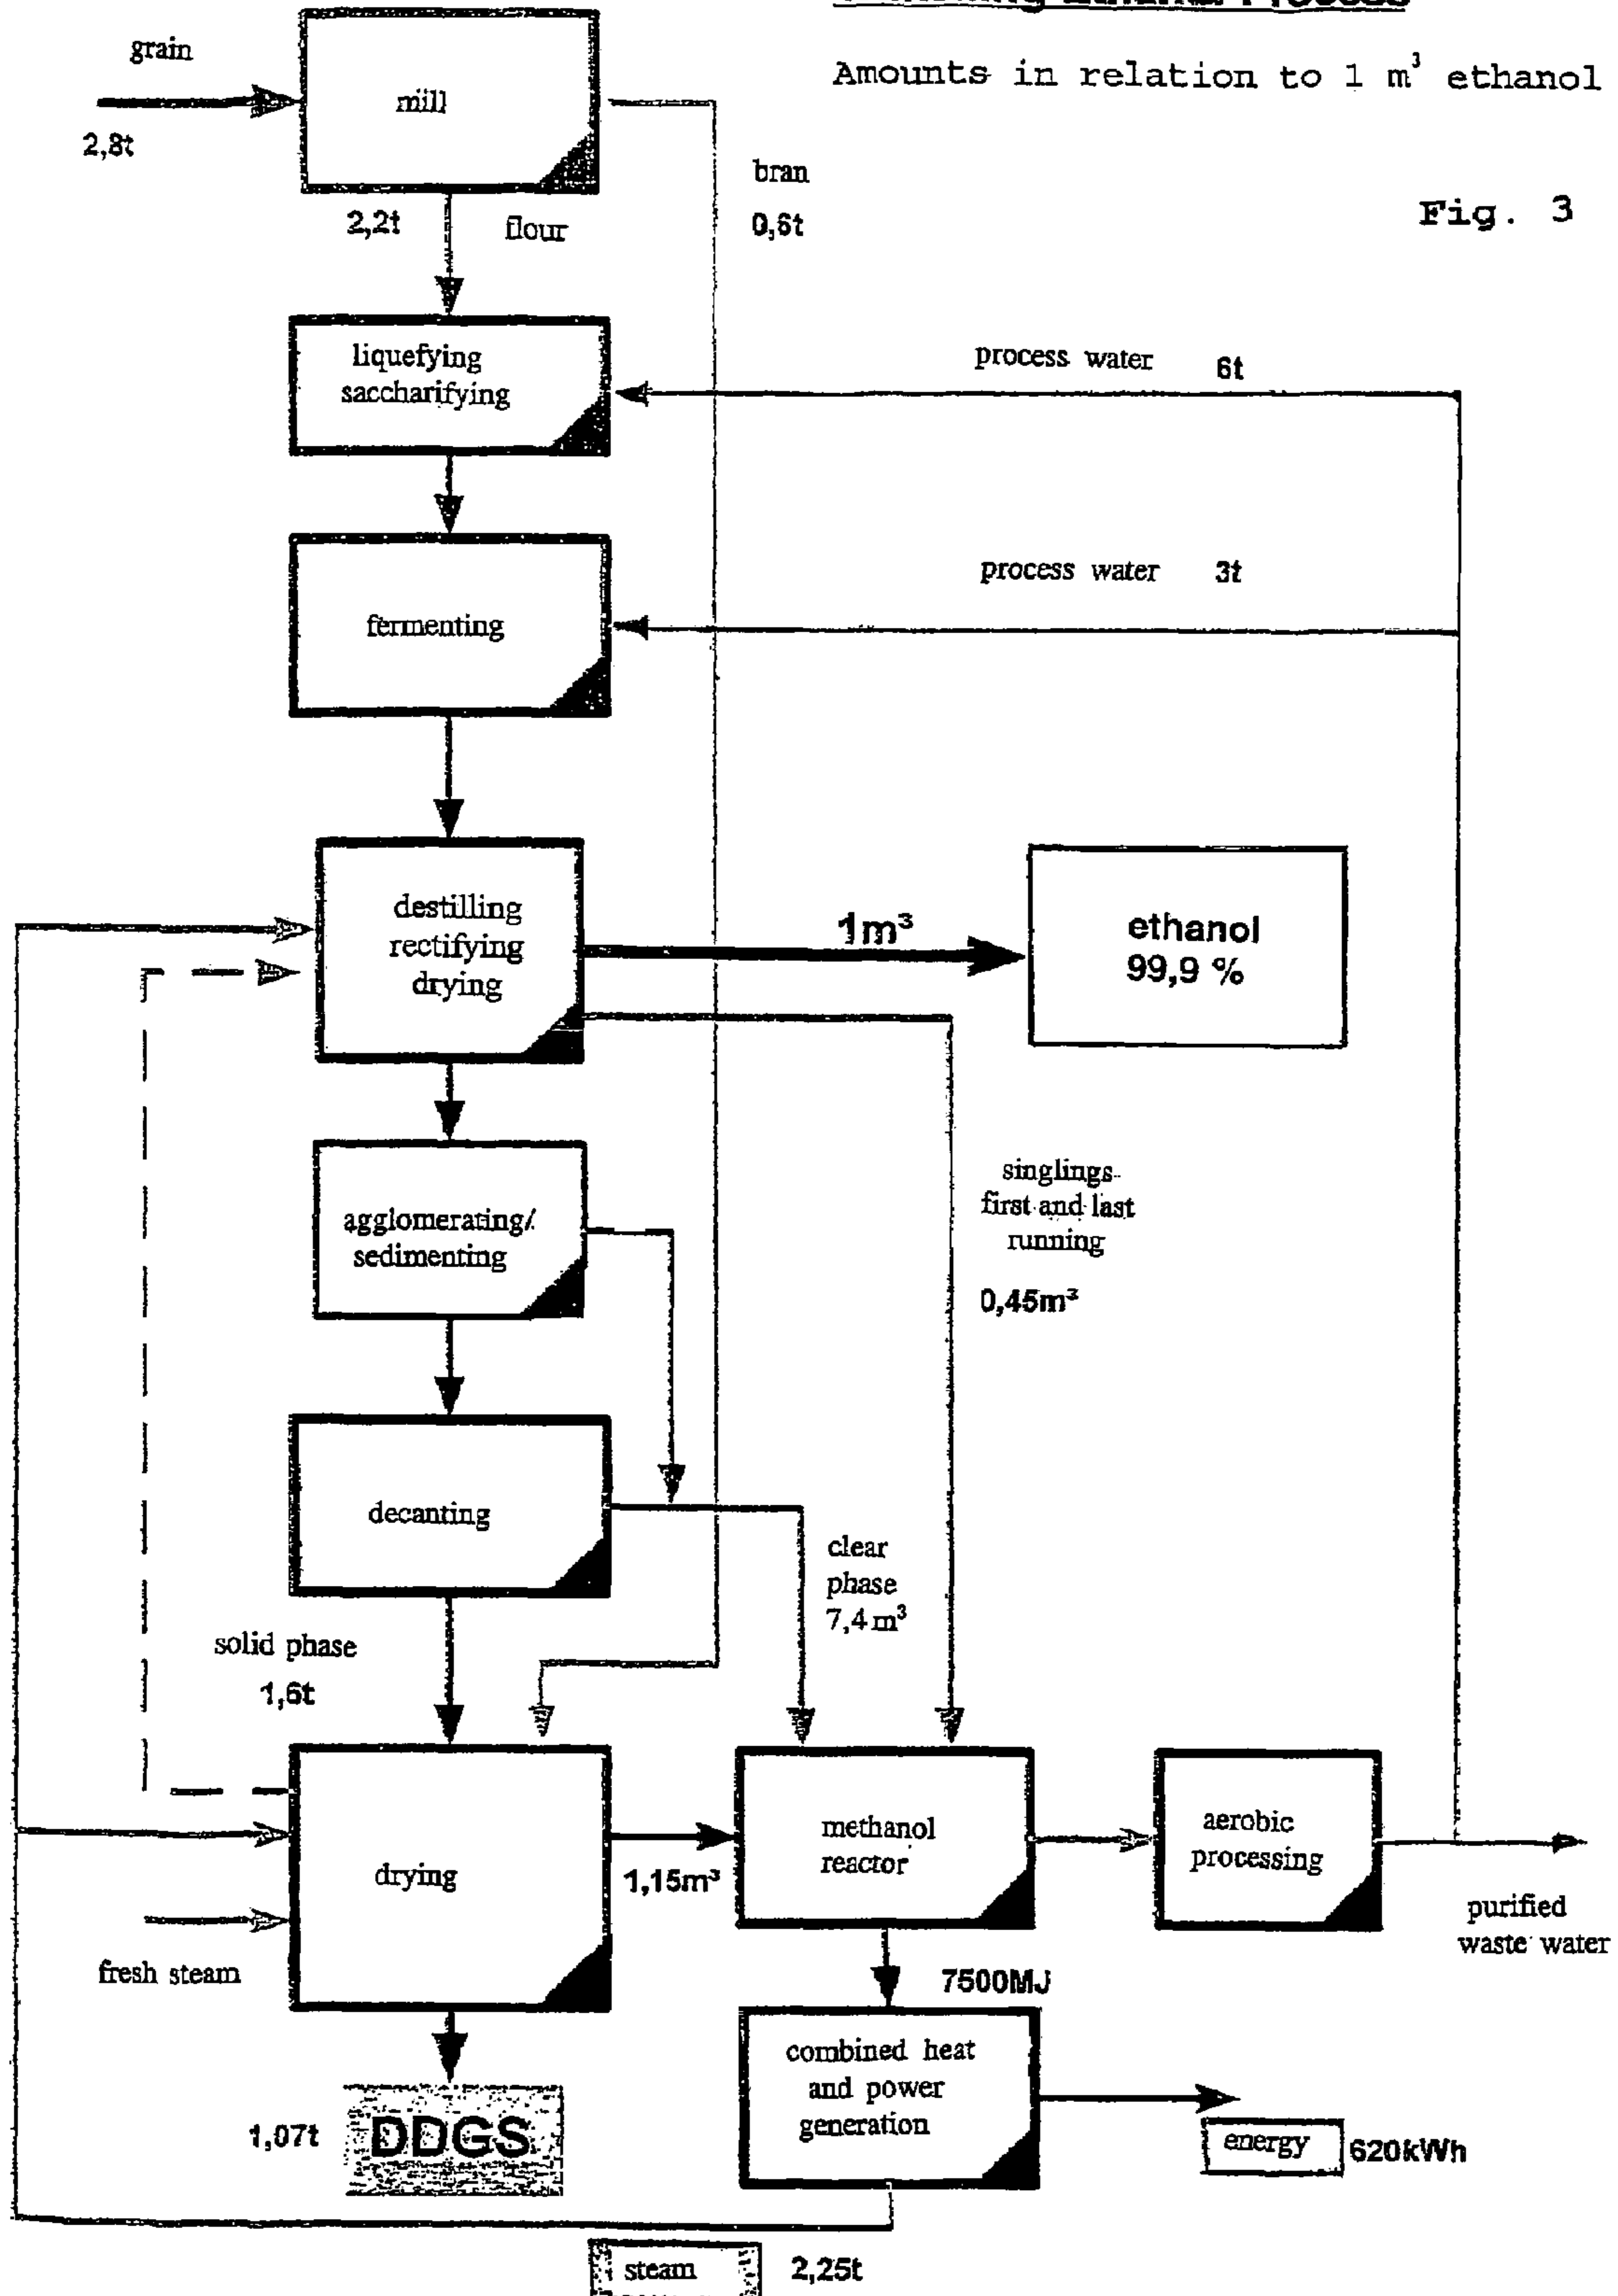 Ethanol Process
Amounts in relation to 1 m³ ethanol
Fig. 3
grain
2,8t
mill
bran
0,6t
2,2t
flour
liquefying
saccharifying
process water 6t
fermenting
process water 3t
destilling
rectifying
drying
1m³
ethanol
99,9 %
agglomerating/
sedimenting
singlings
first and last
running
0,45m³
decanting
clear
phase
7,4 m³
solid phase
1,6t
drying
1,15m³
methanol
reactor
aerobic
processing
purified
waste water
fresh steam
7500MJ
combined heat
and power
generation
energy
620kWh
1,07t
DDGS
steam
2,25t